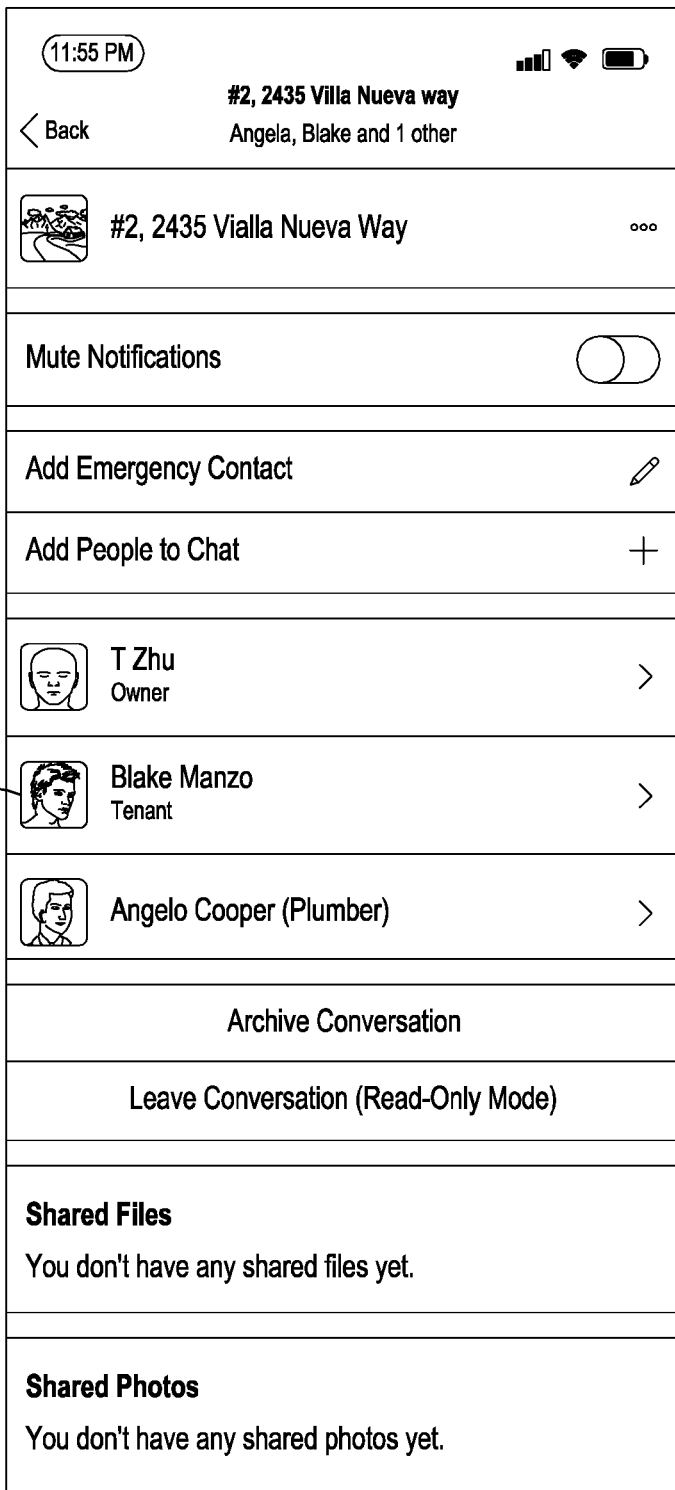 11:55 PM
#2, 2435 Villa Nueva way
Back
Angela, Blake and 1 other
#2, 2435 Vialla Nueva Way
Mute Notifications
Add Emergency Contact
Add People to Chat
T Zhu
Owner
Blake Manzo
Tenant
Angelo Cooper (Plumber)
Archive Conversation
Leave Conversation (Read-Only Mode)
Shared Files
You don't have any shared files yet.
Shared Photos
You don't have any shared photos yet.